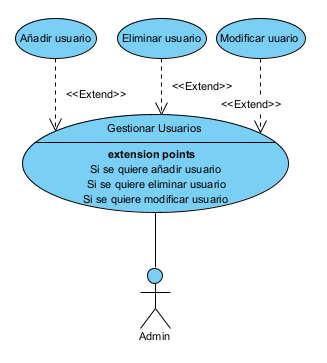 Añadir usuario
Eliminar usuario
Modificar uuario
<<Extend>>
<<Extend>>
<<Extend>>
Gestionar Usuarios
extension points
Si se quiere añadir usuario
Si se quiere eliminar usuario
Si se quiere modificar usuario
Admin